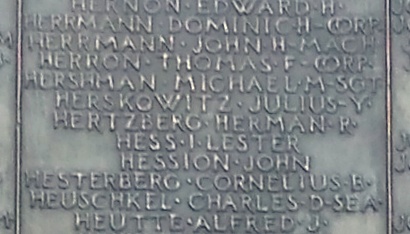 HERNON·EDWARD·H·
HERRMANN·DOMINIC·H·CORP·
HERRMANN·JOHN·H·MACH
HERRON·THOMAS·F·CORP·
HERSHMAN·MICHAEL·M·SGT
HERSKOWITZ·JULIUS·Y·
HERTZBERG·HERMAN·R·
HESS·I·LESTER
HESSION·JOHN
HESTERBERG·CORNELIUS·B·
HEUSCHKEL·CHARLES·D·SEA·
HEUTTE·ALFRED·J·